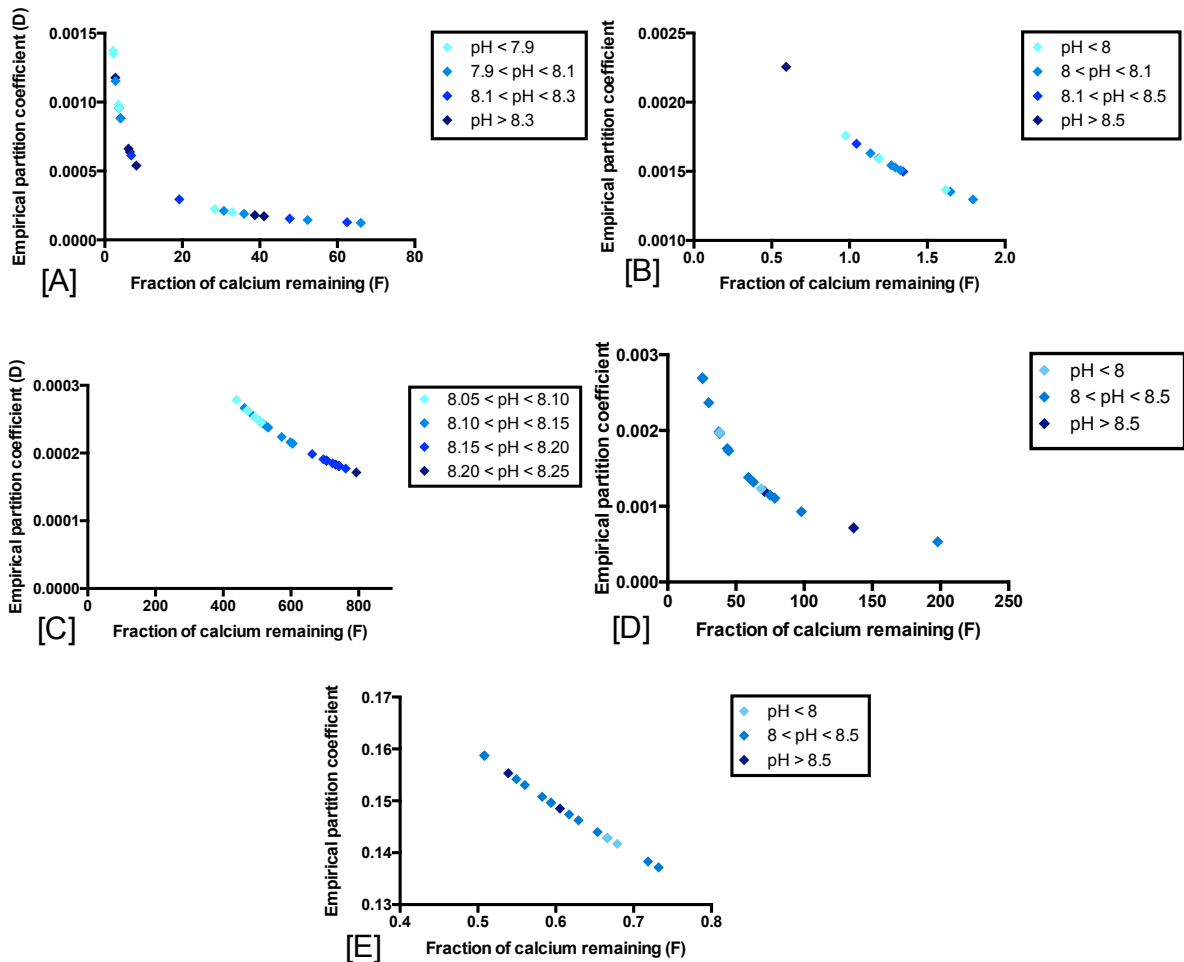 Empirical partition coefficient (D)
0.0015
0.0010
0.0005
0.0000
0 20 40 60 80
Fraction of calcium remaining (F)
pH < 7.9
7.9 < pH < 8.1
8.1 < pH < 8.3
pH > 8.3
[A]
Empirical partition coefficient
0.0025
0.0020
0.0015
0.0010
0.0 0.5 1.0 1.5 2.0
Fraction of calcium remaining (F)
pH < 8
8 < pH < 8.1
8.1 < pH < 8.5
pH > 8.5
[B]
Empirical partition coefficient (D)
0.0003
0.0002
0.0001
0.0000
0 200 400 600 800
Fraction of calcium remaining (F)
8.05 < pH < 8.10
8.10 < pH < 8.15
8.15 < pH < 8.20
8.20 < pH < 8.25
[C]
Empirical partition coefficient
0.003
0.002
0.001
0.000
0 50 100 150 200 250
Fraction of calcium remaining (F)
pH < 8
8 < pH < 8.5
pH > 8.5
[D]
Empirical partition coefficient
0.17
0.16
0.15
0.14
0.13
0.4 0.5 0.6 0.7 0.8
Fraction of calcium remaining (F)
pH < 8
8 < pH < 8.5
pH > 8.5
[E]